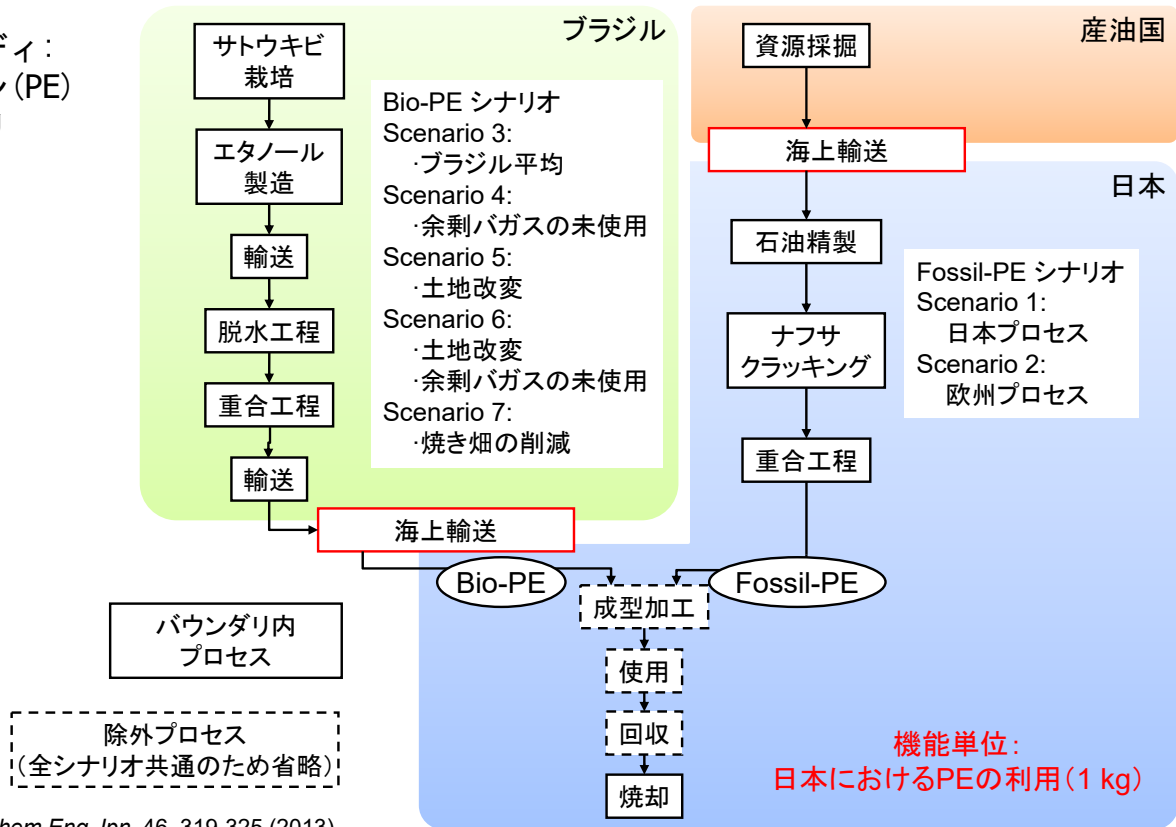 ディ：
ン（PE）
ブラジル
サトウキビ
栽培
エタノール
製造
輸送
脱水工程
重合工程
輸送
海上輸送
Bio-PE シナリオ
Scenario 3:
・ブラジル平均
Scenario 4:
・余剰バガスの未使用
Scenario 5:
・土地改変
Scenario 6:
・土地改変
・余剰バガスの未使用
Scenario 7:
・焼き畑の削減
産油国
資源採掘
海上輸送
日本
石油精製
ナフサ
クラッキング
重合工程
Fossil-PE シナリオ
Scenario 1:
日本プロセス
Scenario 2:
欧州プロセス
Bio-PE
Fossil-PE
成型加工
使用
回収
焼却
バウンダリ内
プロセス
除外プロセス
（全シナリオ共通のため省略）
機能単位：
日本におけるPEの利用（1 kg）
Eng. Jpn, 46, 319-325 (2013)